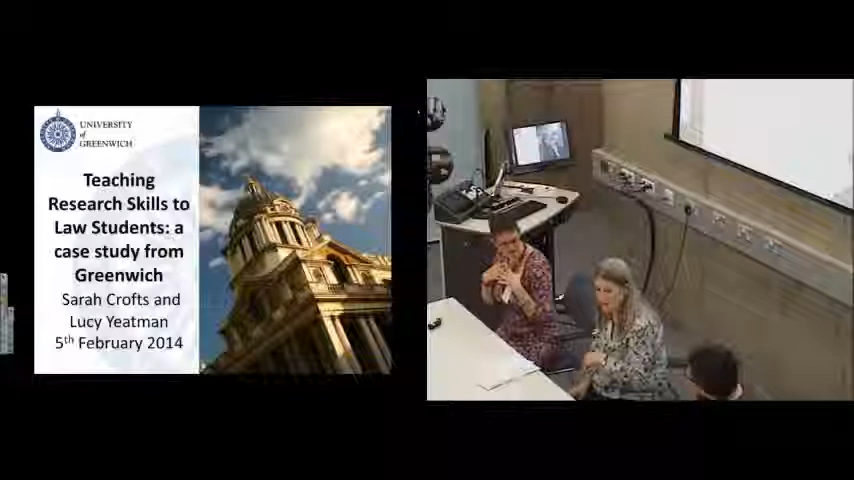 UNIVERSITY
of
GREENWICH
Teaching
Research Skills to
Law Students: a
case study from
Greenwich
Sarah Crofts and
Lucy Yeatman
5th February 2014